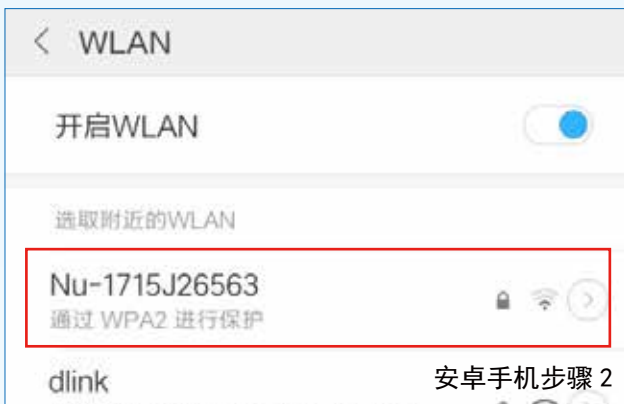 WLAN
开启WLAN
选取附近的WLAN
Nu-1715J26563
通过 WPA2 进行保护
dlink
安卓手机步骤 2